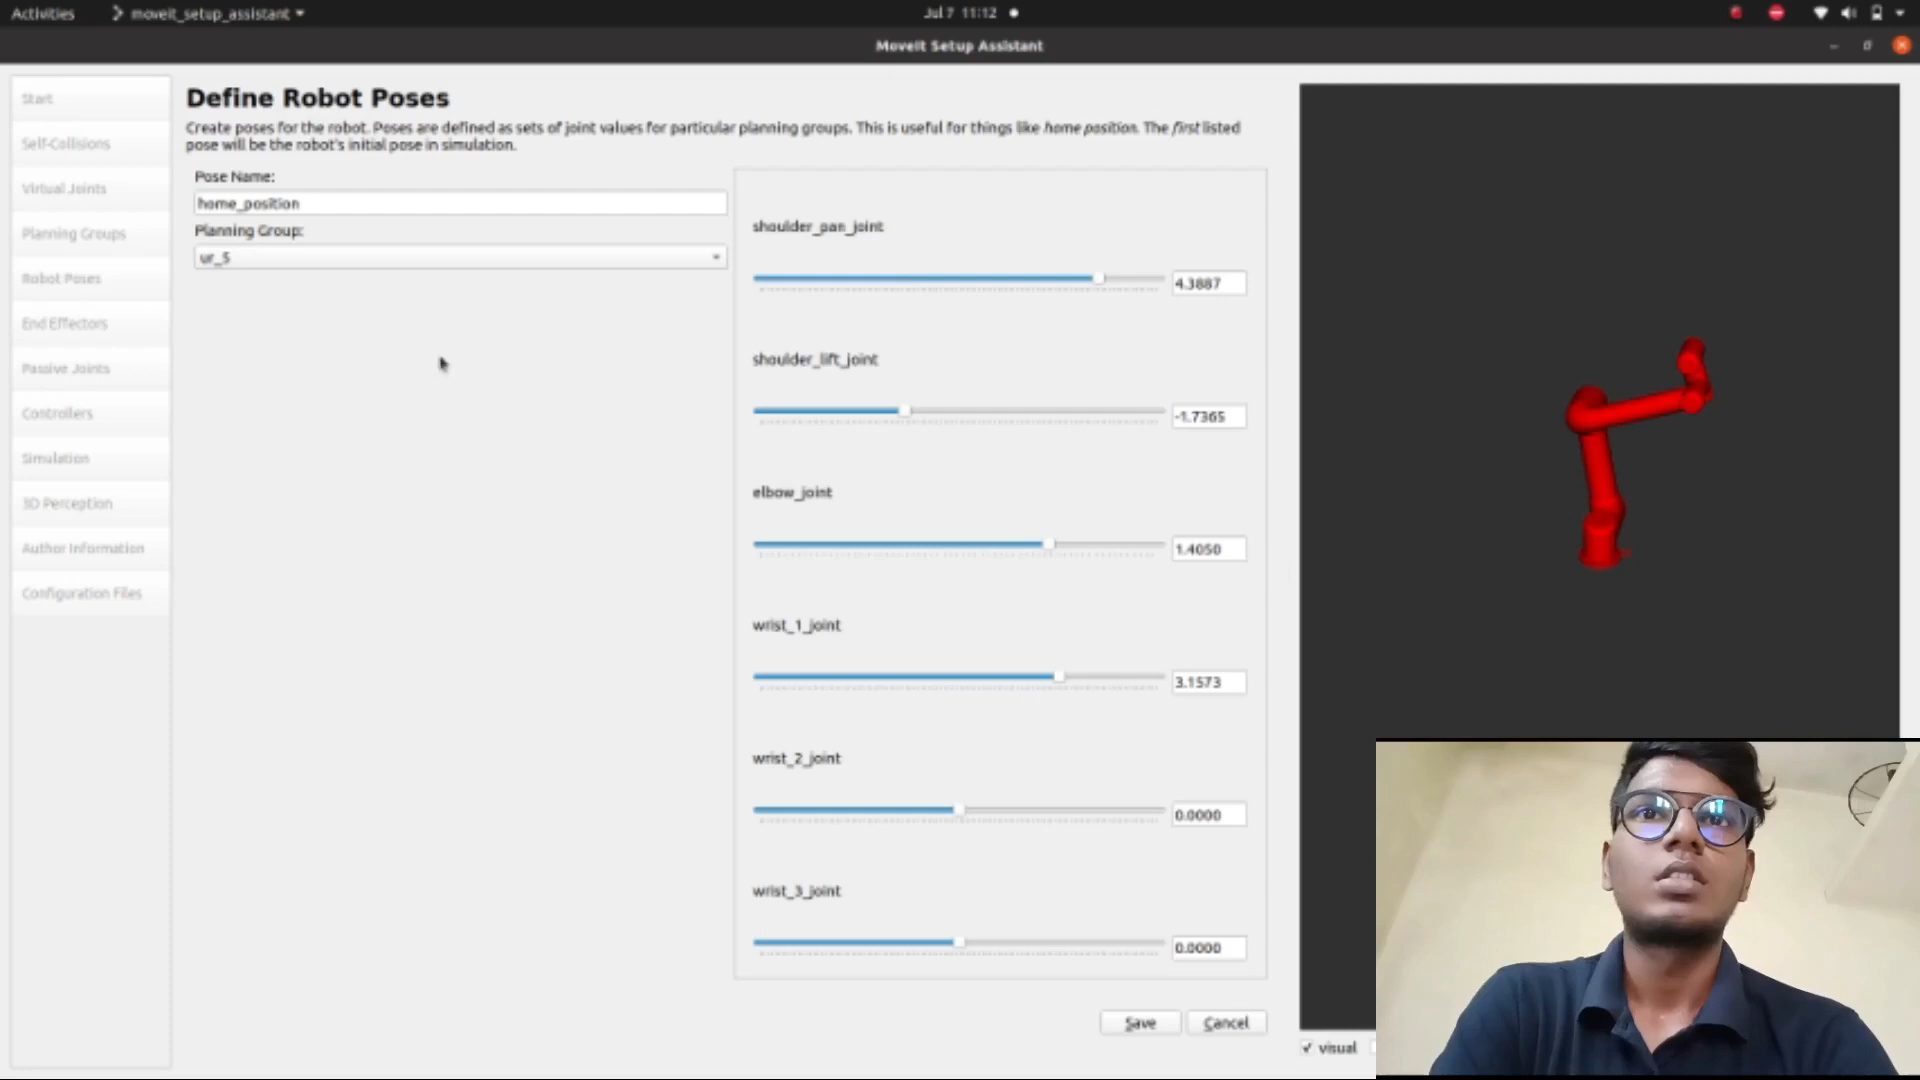 Activities
moveit_setup_assistant
Jul 7 11:12
MoveIt Setup Assistant
Start
Self-Collisions
Virtual Joints
Planning Groups
Robot Poses
End Effectors
Passive Joints
Controllers
Simulation
3D Perception
Author Information
Configuration Files
Define Robot Poses
Create poses for the robot. Poses are defined as sets of joint values for particular planning groups. This is useful for things like home position. The first listed
pose will be the robot's initial pose in simulation.
Pose Name:
home_position
Planning Group:
ur_5
shoulder_pan_joint
4.3887
shoulder_lift_joint
-1.7365
elbow_joint
1.4050
wrist_1_joint
3.1573
wrist_2_joint
0.0000
wrist_3_joint
0.0000
Save
Cancel
visual